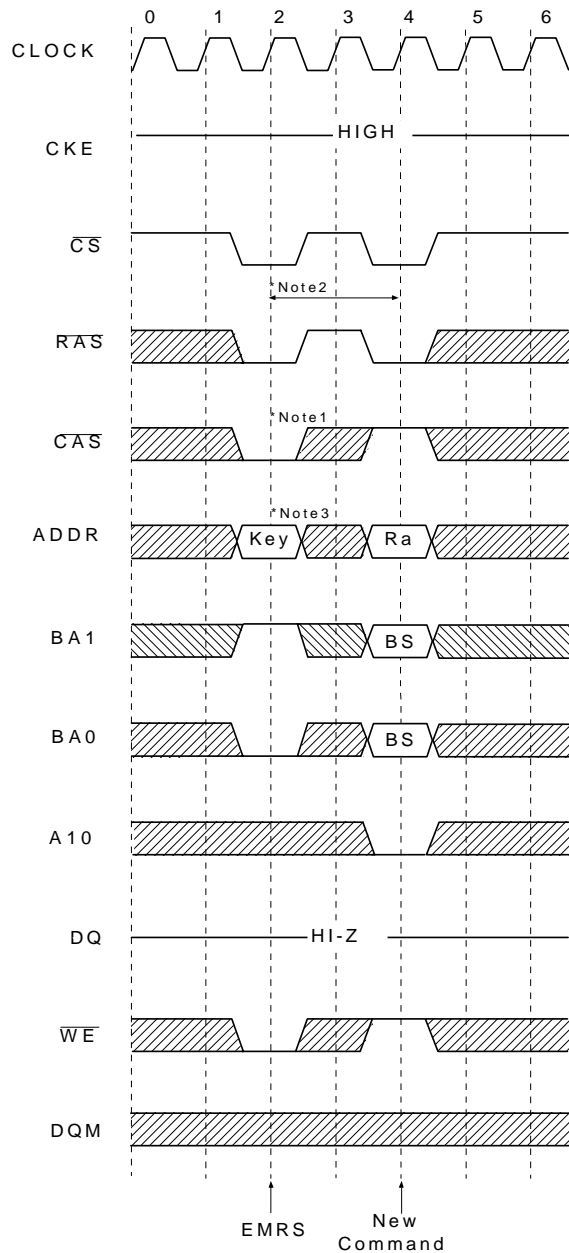 0 1 2 3 4 5 6
CLOCK
HIGH
CKE
CS
*Note2
RAS
*Note1
CAS
*Note3
ADDR Key Ra
BA1 BS
BA0 BS
A10
DQ HI-Z
WE
DQM
EMRS New
Command